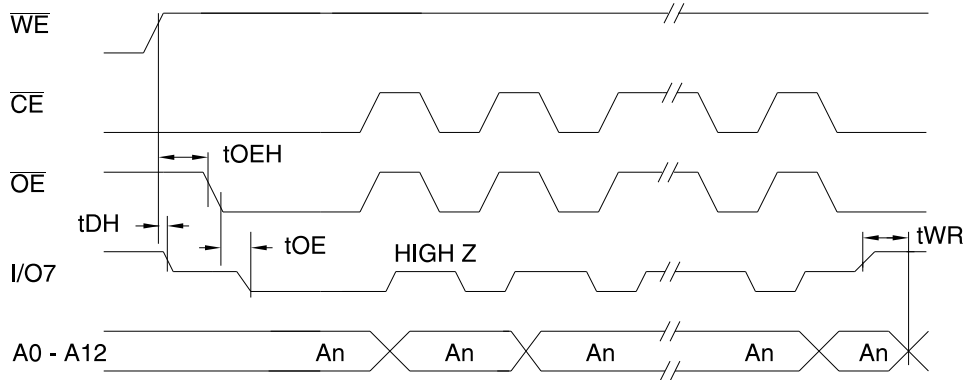 WE
CE
tOEH
OE
tDH
tOE
tWR
HIGH Z
I/O7
A0 - A12 An An An An An